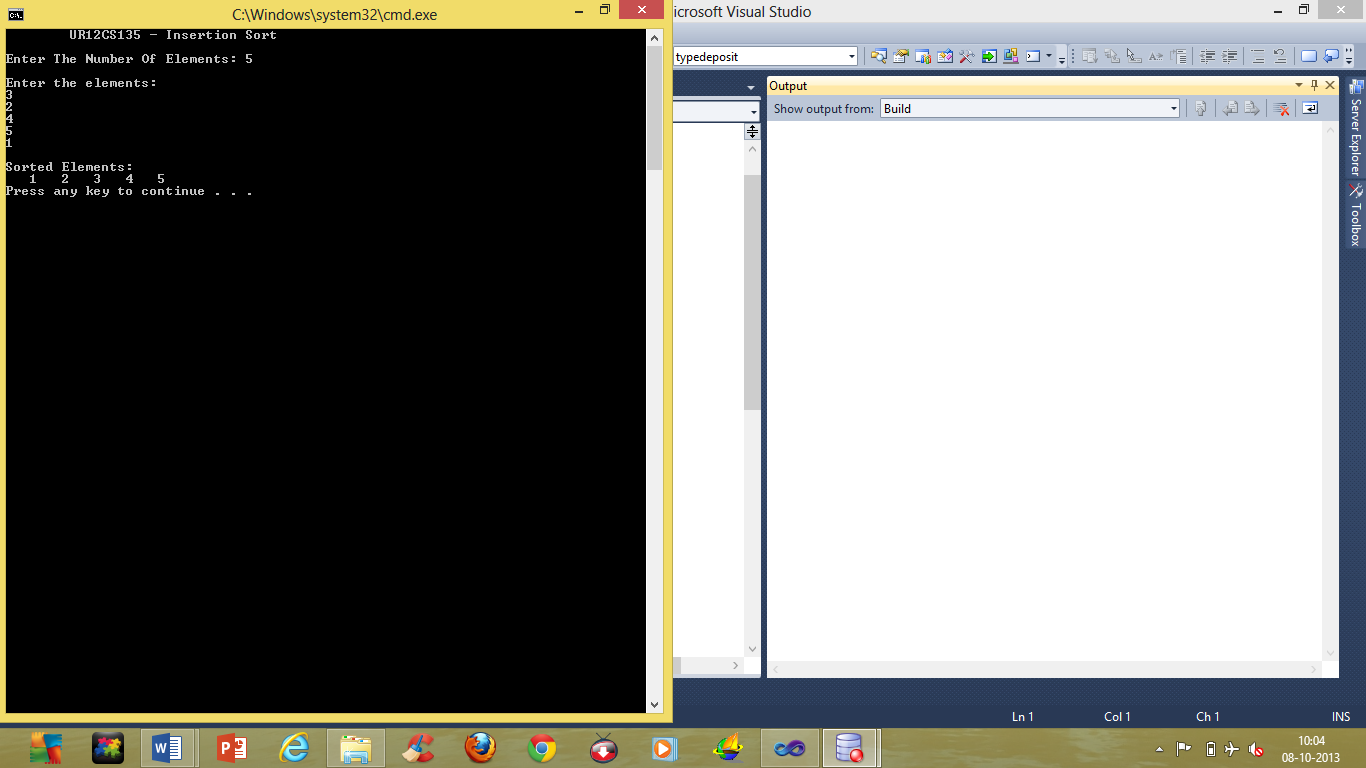 C:\Windows\system32\cmd.exe
icrosoft Visual Studio
UR12CS135 - Insertion Sort
Enter The Number Of Elements: 5
Enter the elements:
3
2
4
5
1
Sorted Elements:
1 2 3 4 5
Press any key to continue . . .
typedeposit
Output
Show output from: Build
Server Explorer
Toolbox
Ln 1 Col 1 Ch 1 INS
10:04
08-10-2013